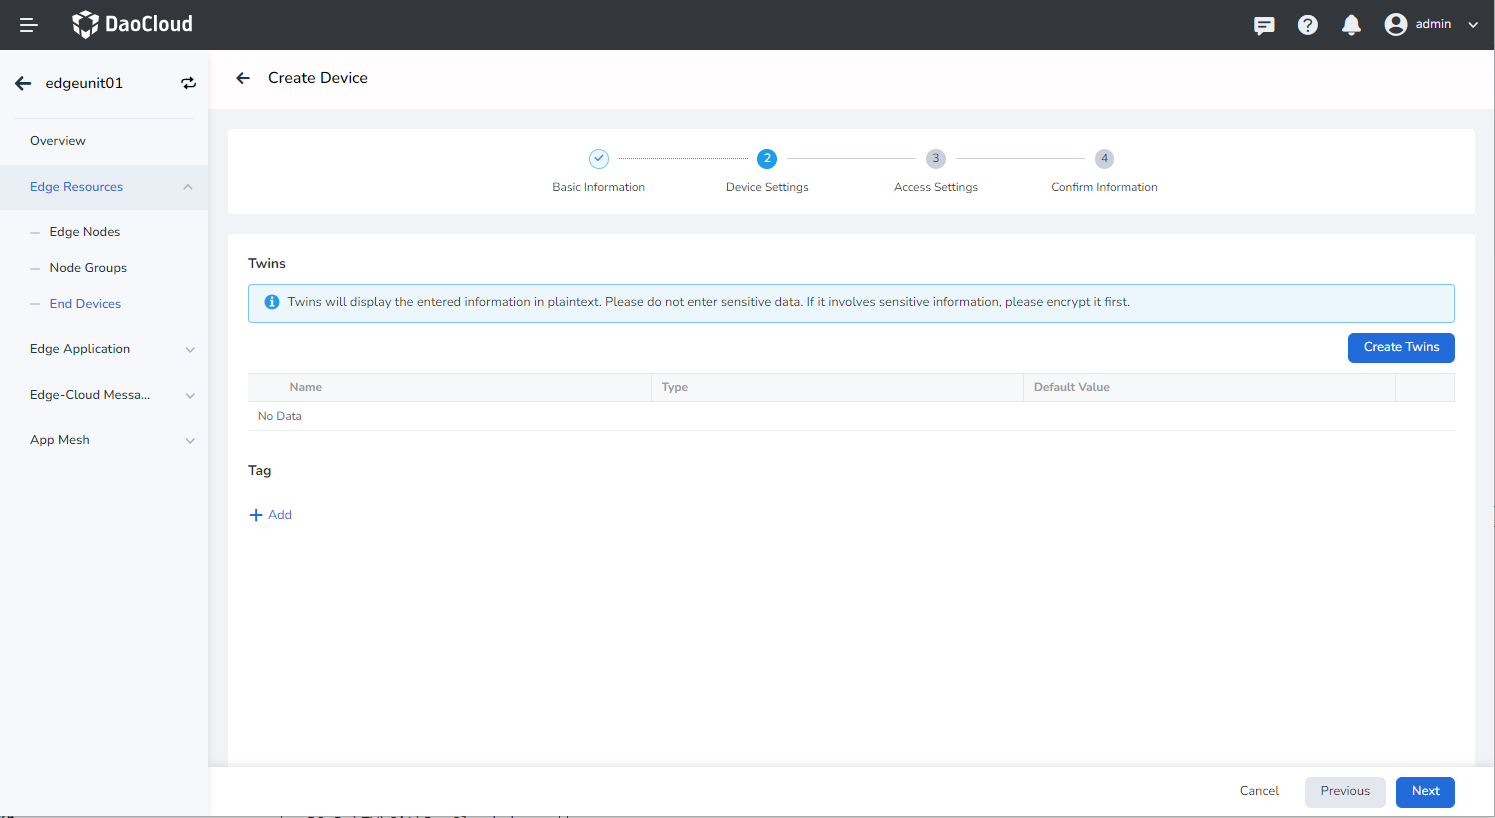 DaoCloud
admin
edgeunit01
Create Device
Overview
Edge Resources
Edge Nodes
Node Groups
End Devices
Edge Application
Edge-Cloud Messa...
App Mesh
2
3
4
Basic Information
Device Settings
Access Settings
Confirm Information
Twins
Twins will display the entered information in plaintext. Please do not enter sensitive data. If it involves sensitive information, please encrypt it first.
Create Twins
Name Type Default Value
No Data
Tag
+ Add
Cancel Previous Next